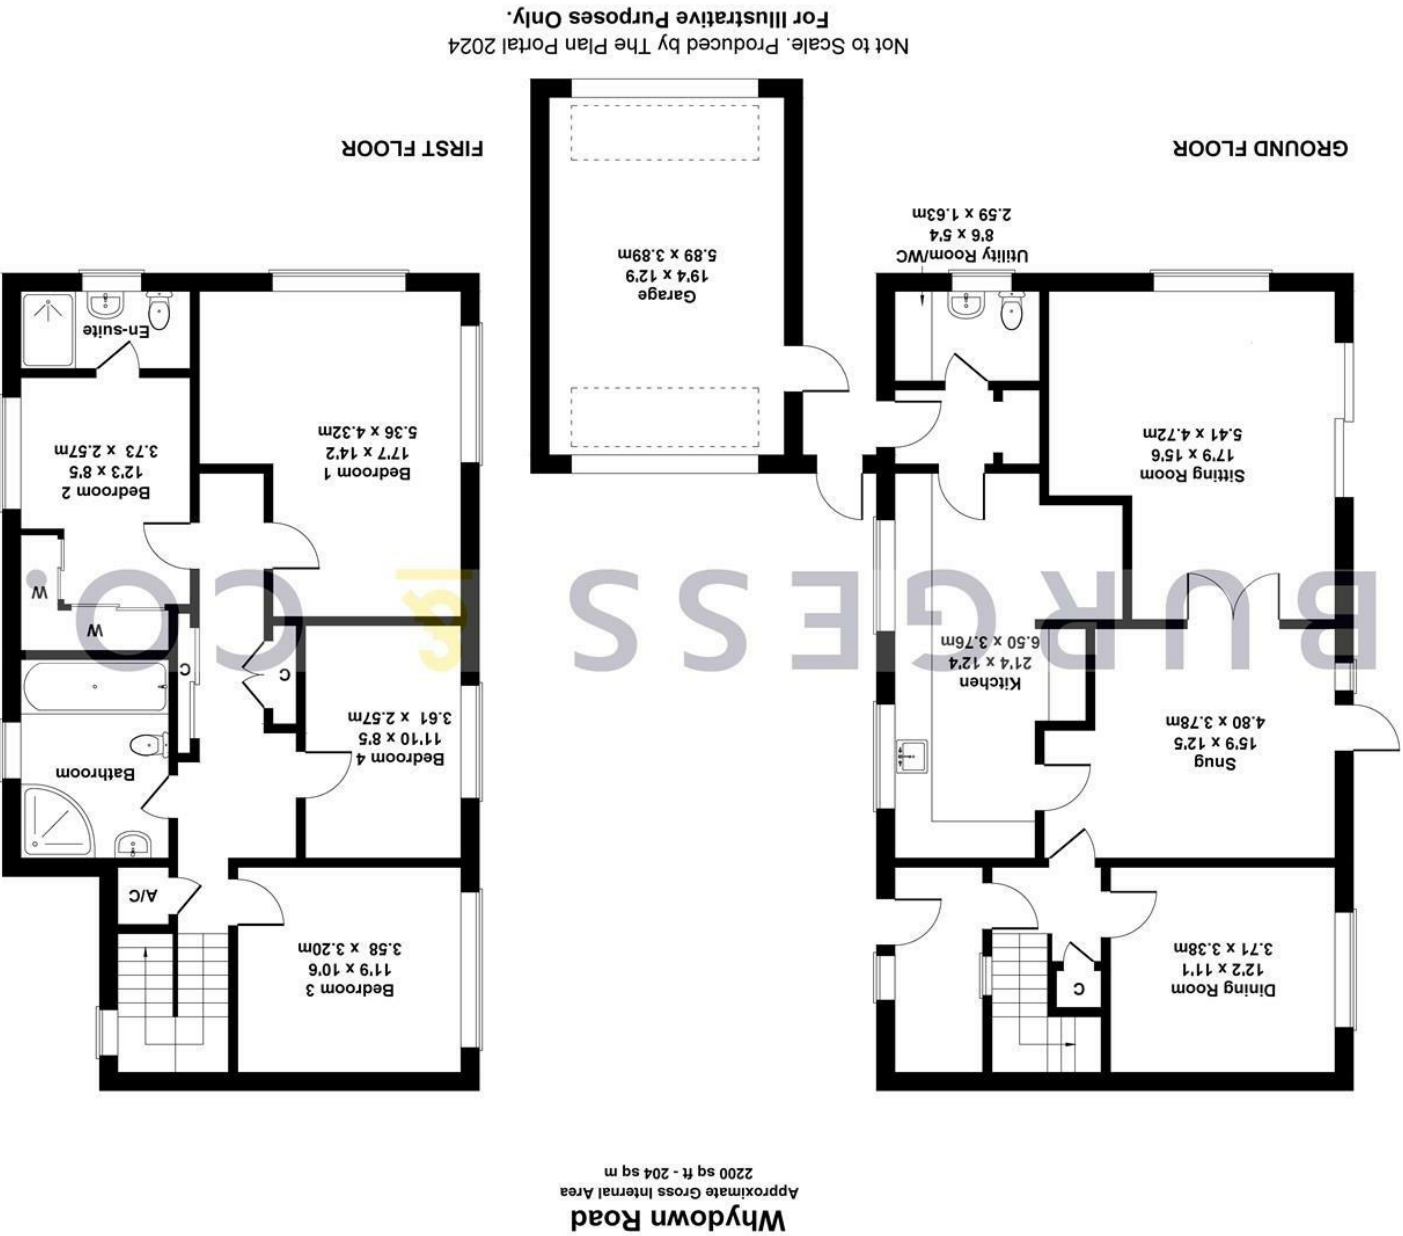 Whydown Road
Approximate Gross Internal Area
2200 sq ft - 204 sq m
Dining Room
12'2 x 11'1
3.71 x 3.38m
C
Snug
15'9 x 12'5
4.80 x 3.78m
Kitchen
21'4 x 12'4
6.50 x 3.76m
Sitting Room
17'9 x 15'6
5.41 x 4.72m
Utility Room/WC
8'6 x 5'4
2.59 x 1.63m
GROUND FLOOR
Garage
19'4 x 12'9
5.89 x 3.89m
Bedroom 3
11'9 x 10'6
3.58 x 3.20m
A/C
Bathroom
Bedroom 4
11'10 x 8'5
3.61 x 2.57m
C
C
W
W
Bedroom 1
17'7 x 14'2
5.36 x 4.32m
Bedroom 2
12'3 x 8'5
3.73 x 2.57m
En-suite
FIRST FLOOR
BURGESS & CO.
Not to Scale. Produced by The Plan Portal 2024
For Illustrative Purposes Only.